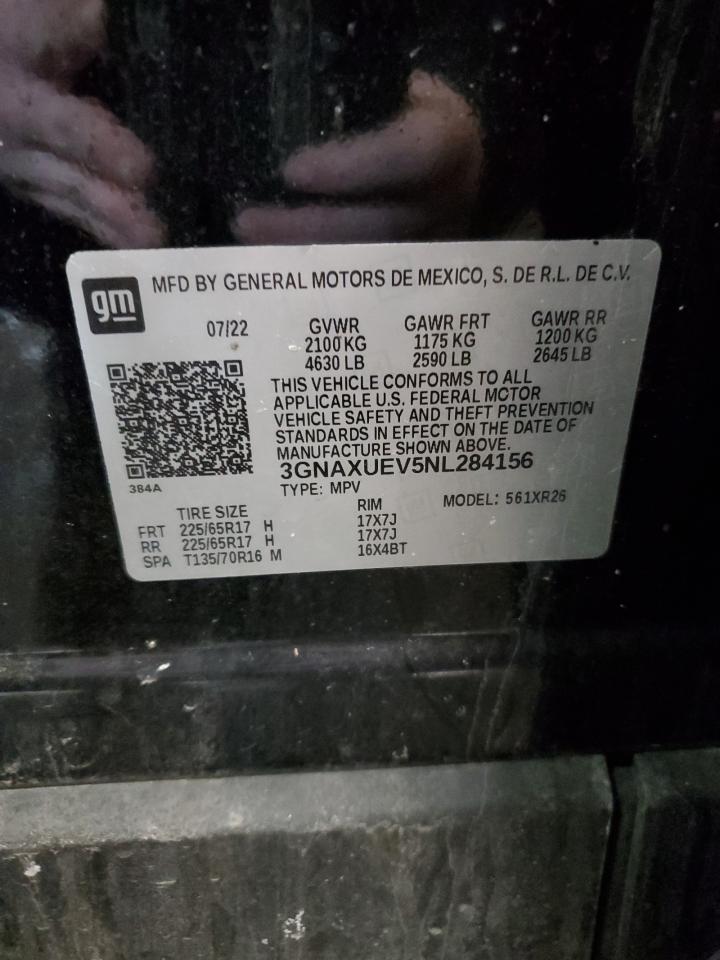 gm
MFD BY GENERAL MOTORS DE MEXICO, S. DE R.L. DE C.V.
07/22 GVWR GAWR FRT GAWR RR
2100 KG 1175 KG 1200 KG
4630 LB 2590 LB 2645 LB
THIS VEHICLE CONFORMS TO ALL
APPLICABLE U.S. FEDERAL MOTOR
VEHICLE SAFETY AND THEFT PREVENTION
STANDARDS IN EFFECT ON THE DATE OF
MANUFACTURE SHOWN ABOVE.
3GNAXUEV5NL284156
384A
TYPE: MPV MODEL: 561XR26
TIRE SIZE RIM
FRT 225/65R17 H 17X7J
RR 225/65R17 H 17X7J
SPA T135/70R16 M 16X4BT